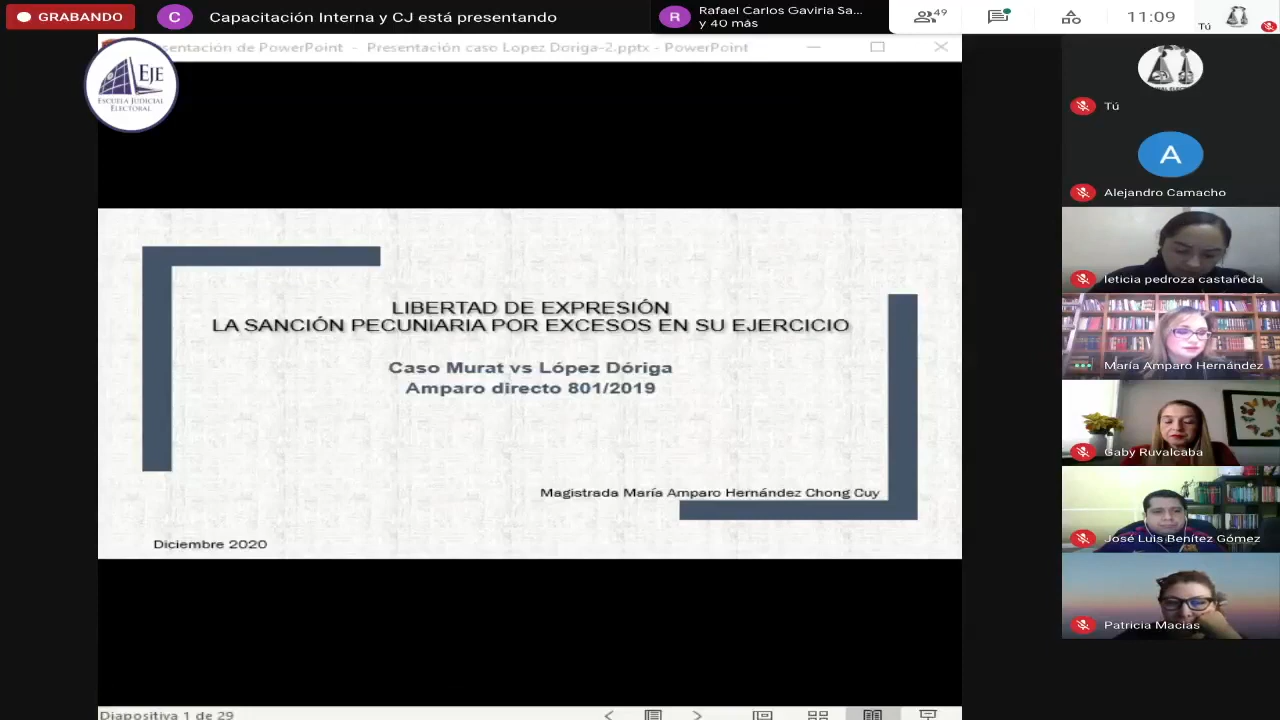 GRABANDO
C
Capacitación Interna y CJ está presentando
R
Rafael Carlos Gaviria Sa...
y 40 más
49
11:09
Tú
esentación de PowerPoint - Presentación caso Lopez Doriga-2.pptx - PowerPoint
EJE
ESCUELA JUDICIAL
ELECTORAL
LIBERTAD DE EXPRESIÓN
LA SANCIÓN PECUNIARIA POR EXCESOS EN SU EJERCICIO
Caso Murat vs López Dóriga
Amparo directo 801/2019
Magistrada María Amparo Hernández Chong Cuy
Diciembre 2020
Diapositiva 1 de 29
Tú
A
Alejandro Camacho
leticia pedroza castañeda
María Amparo Hernández
Gaby Ruvalcaba
José Luis Benítez Gómez
Patricia Macias